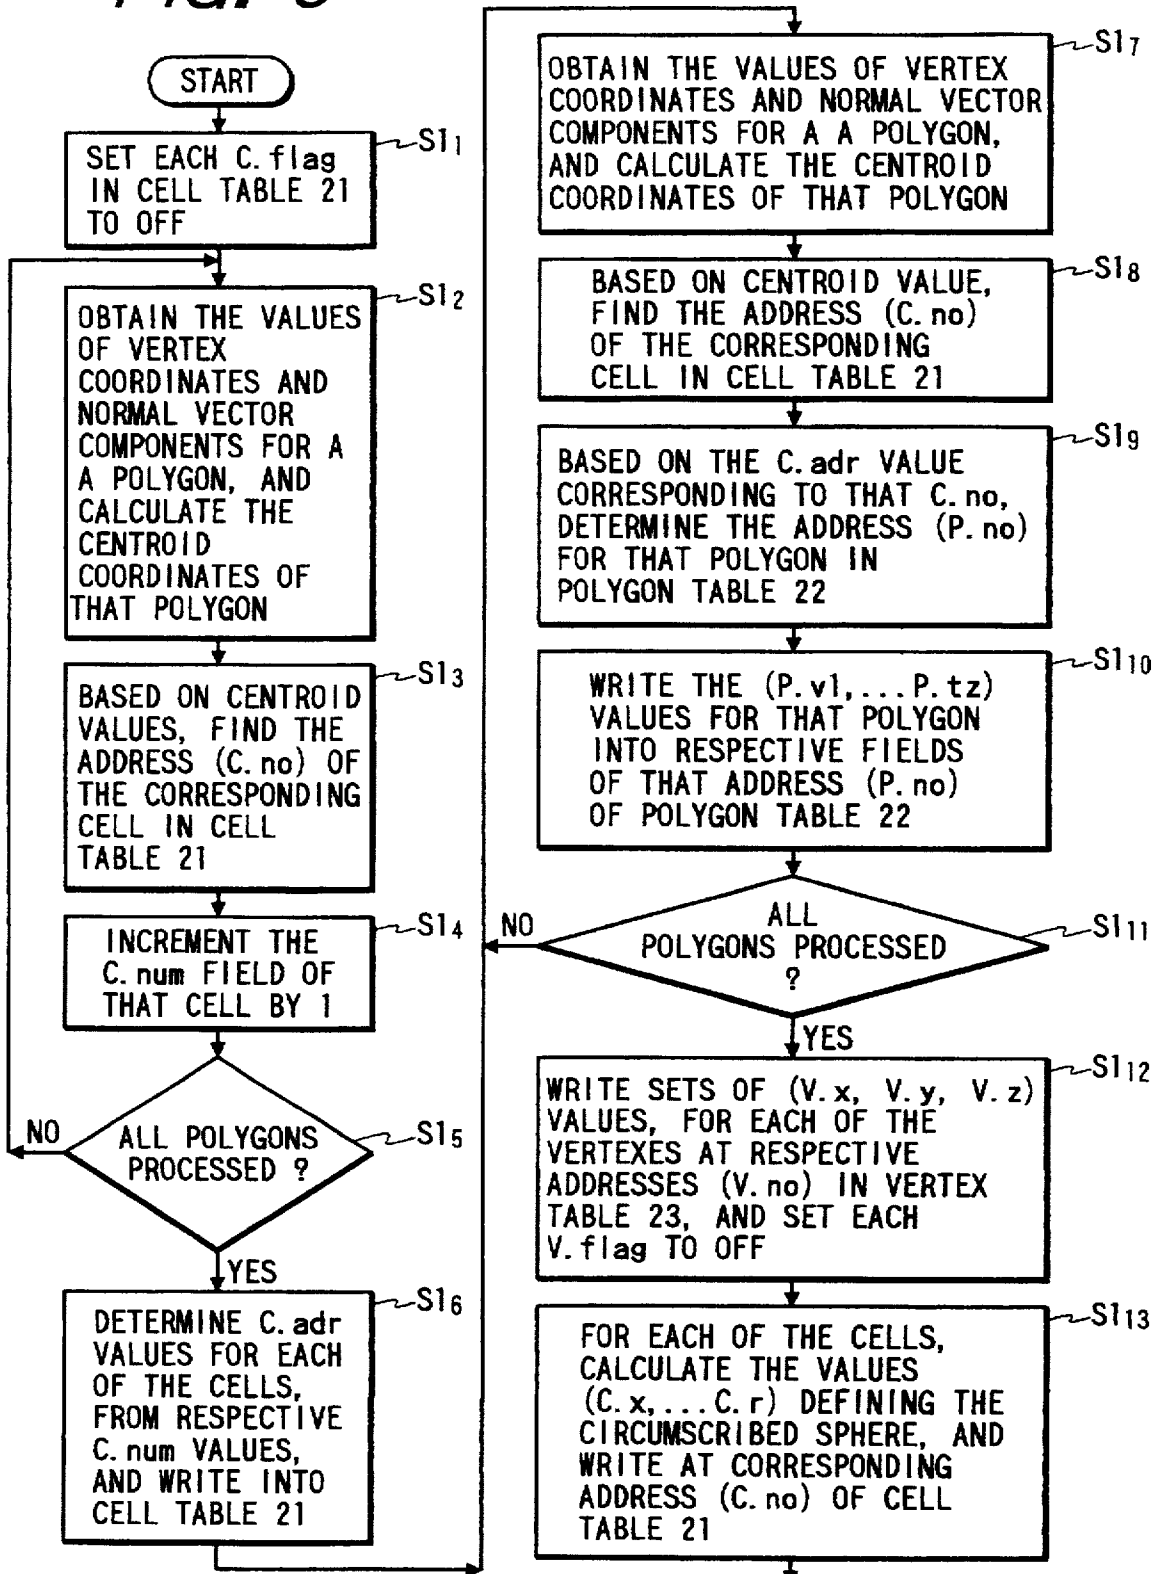 START
SET EACH C.flag
IN CELL TABLE 21
TO OFF
S11
OBTAIN THE VALUES
OF VERTEX
COORDINATES AND
NORMAL VECTOR
COMPONENTS FOR A
A POLYGON, AND
CALCULATE THE
CENTROID
COORDINATES OF
THAT POLYGON
S12
BASED ON CENTROID
VALUES, FIND THE
ADDRESS (C.no) OF
THE CORRESPONDING
CELL IN CELL
TABLE 21
S13
INCREMENT THE
C.num FIELD OF
THAT CELL BY 1
S14
NO
ALL POLYGONS
PROCESSED ?
S15
YES
DETERMINE C.adr
VALUES FOR EACH
OF THE CELLS,
FROM RESPECTIVE
C.num VALUES,
AND WRITE INTO
CELL TABLE 21
S16
OBTAIN THE VALUES OF VERTEX
COORDINATES AND NORMAL VECTOR
COMPONENTS FOR A A POLYGON,
AND CALCULATE THE CENTROID
COORDINATES OF THAT POLYGON
S17
BASED ON CENTROID VALUE,
FIND THE ADDRESS (C.no)
OF THE CORRESPONDING
CELL IN CELL TABLE 21
S18
BASED ON THE C.adr VALUE
CORRESPONDING TO THAT C.no,
DETERMINE THE ADDRESS (P.no)
FOR THAT POLYGON IN
POLYGON TABLE 22
S19
WRITE THE (P.v1,...P.tz)
VALUES FOR THAT POLYGON
INTO RESPECTIVE FIELDS
OF THAT ADDRESS (P.no)
OF POLYGON TABLE 22
S110
NO
ALL
POLYGONS PROCESSED
?
S111
YES
WRITE SETS OF (V.x, V.y, V.z)
VALUES, FOR EACH OF THE
VERTEXES AT RESPECTIVE
ADDRESSES (V.no) IN VERTEX
TABLE 23, AND SET EACH
V.flag TO OFF
S112
FOR EACH OF THE CELLS,
CALCULATE THE VALUES
(C.x,...C.r) DEFINING THE
CIRCUMSCRIBED SPHERE, AND
WRITE AT CORRESPONDING
ADDRESS (C.no) OF CELL
TABLE 21
S113